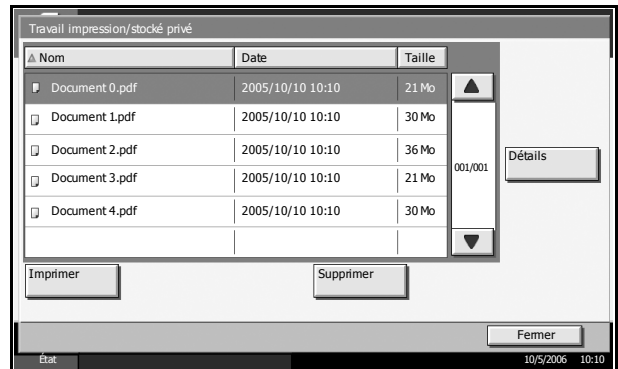 Travail impression/stocké privé
Nom Date Taille
Document 0.pdf 2005/10/10 10:10 21 Mo
Document 1.pdf 2005/10/10 10:10 30 Mo
Document 2.pdf 2005/10/10 10:10 36 Mo
Document 3.pdf 2005/10/10 10:10 21 Mo
Document 4.pdf 2005/10/10 10:10 30 Mo
001/001
Détails
Imprimer Supprimer
Fermer
État 10/5/2006 10:10